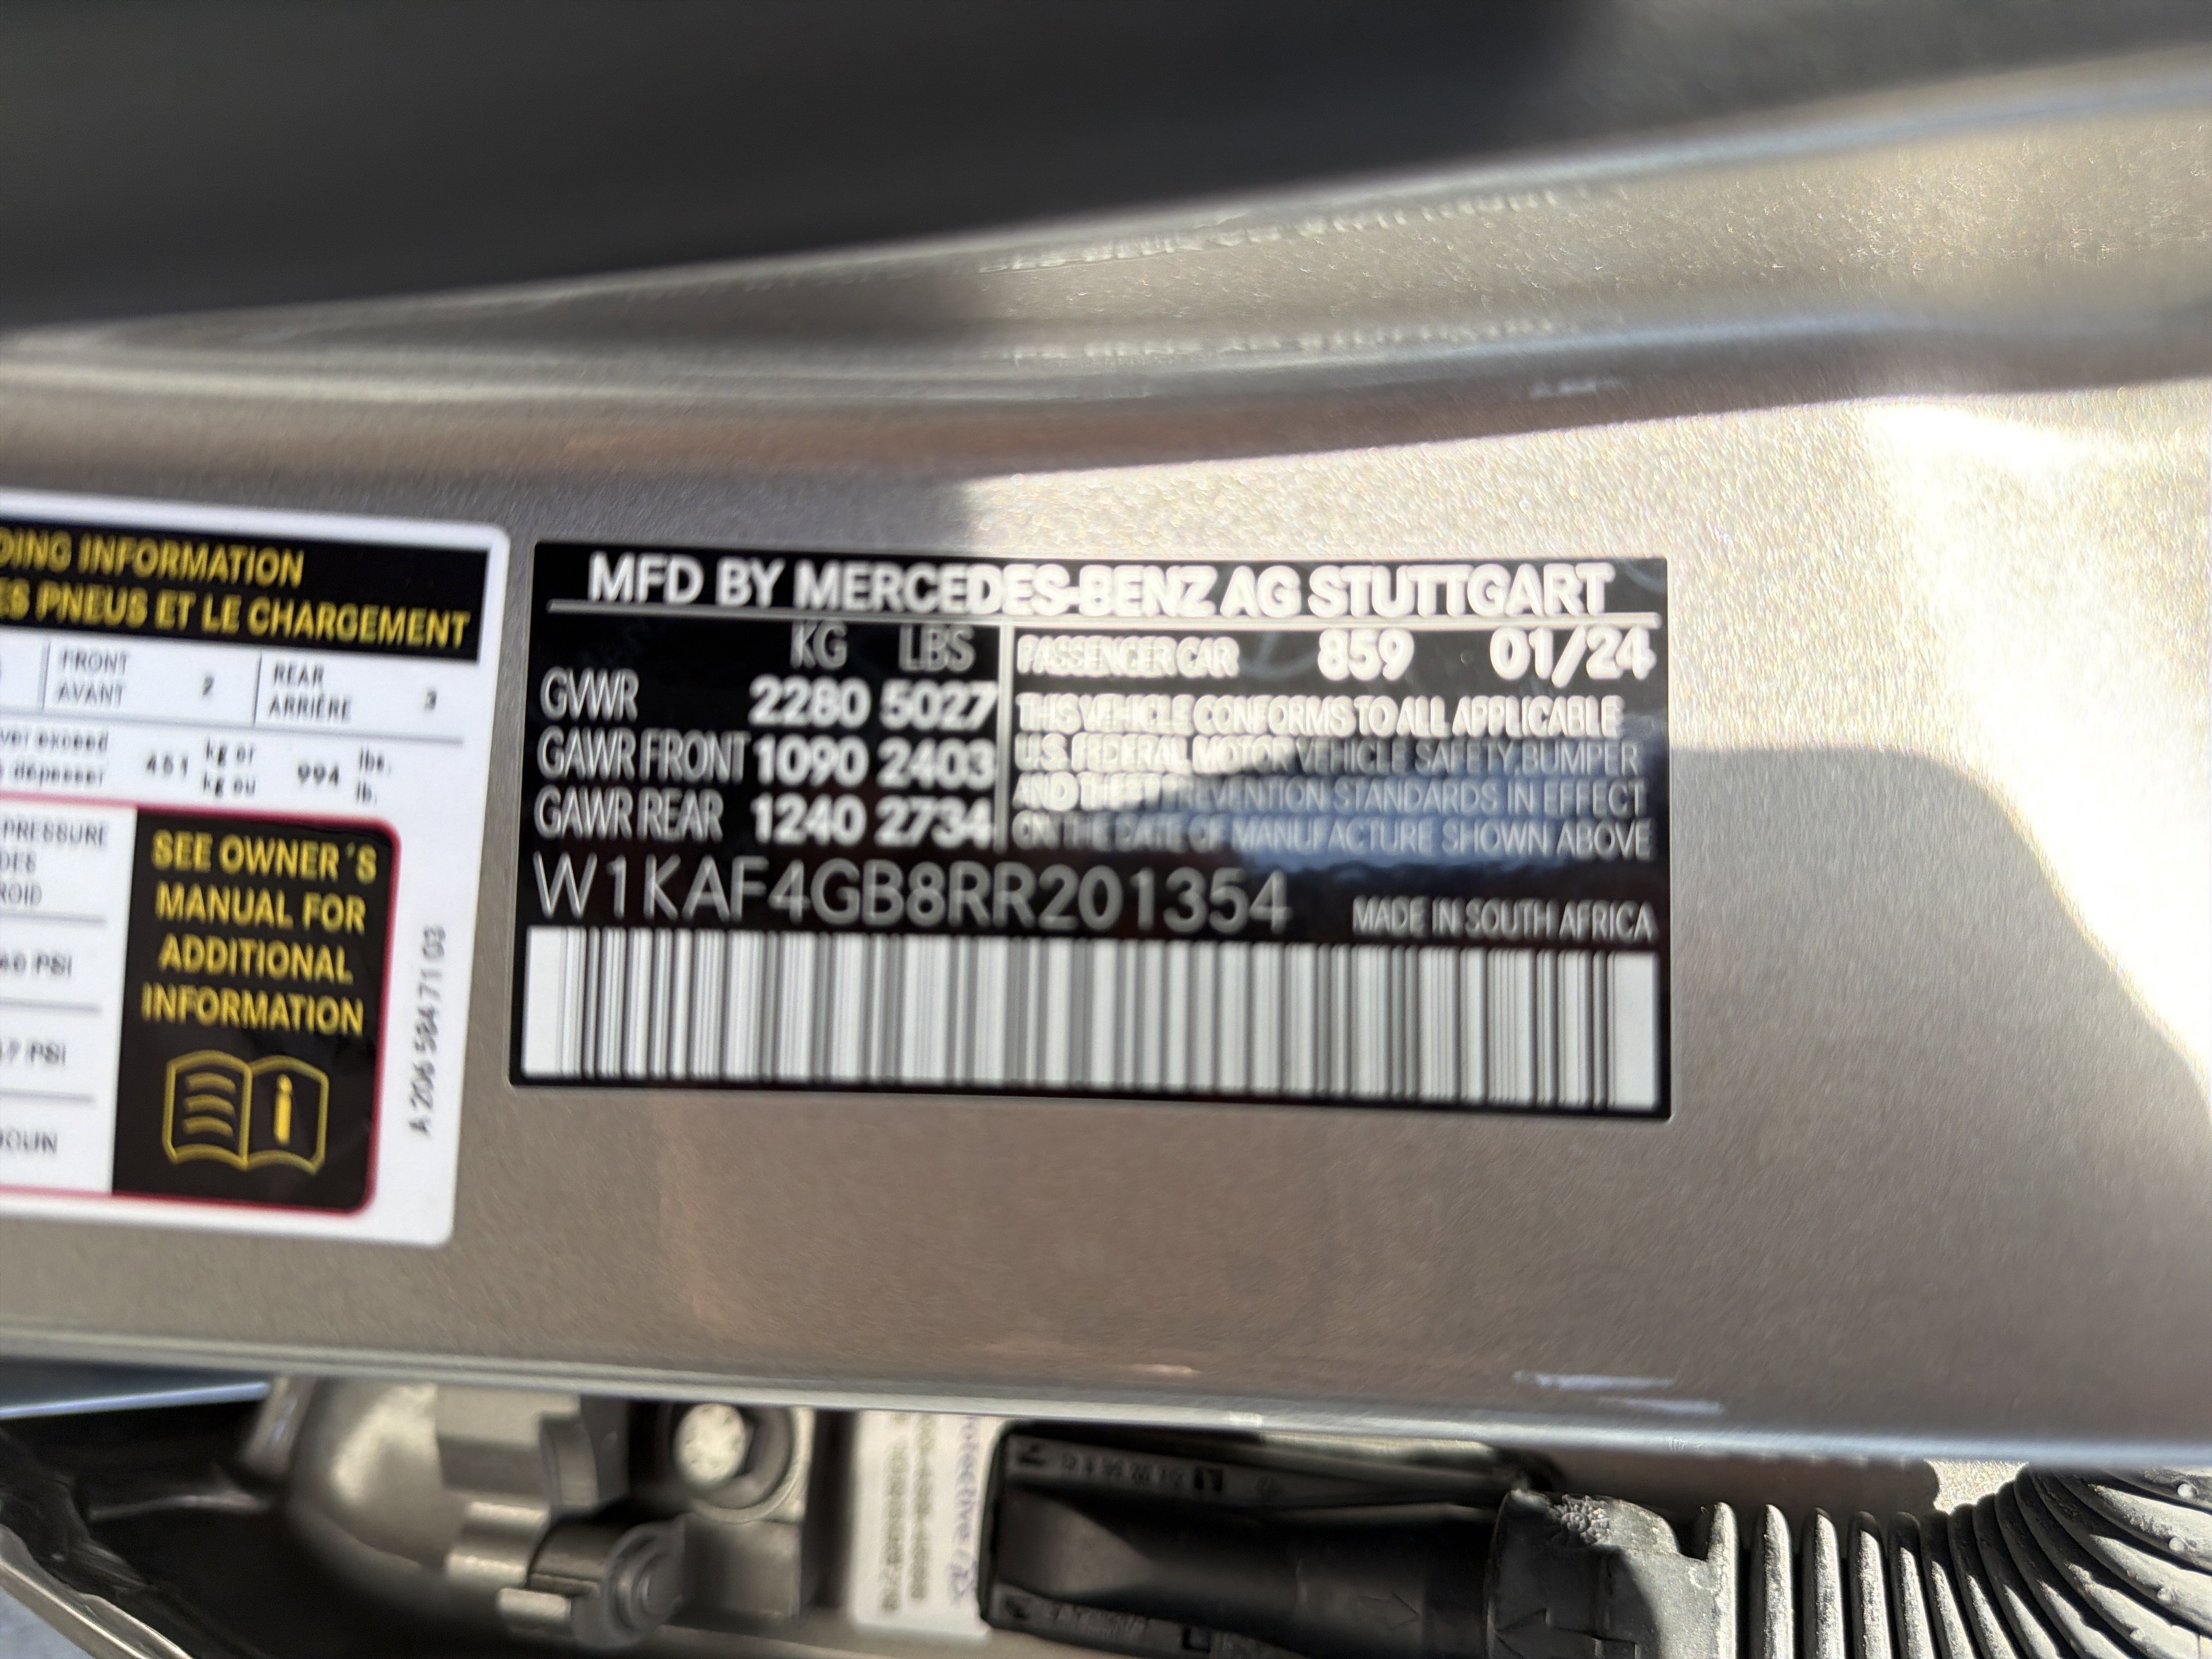 DING INFORMATION
ES PNEUS ET LE CHARGEMENT
FRONT
AVANT
2
REAR
ARRIÈRE
3
ver exceed
dépasser
451
kg or
kg ou
994
lbs.
lb.
PRESSURE
DES
ROID
SEE OWNER´S
MANUAL FOR
ADDITIONAL
INFORMATION
PSI
PSI
A 206 584 71 03
MFD BY MERCEDES-BENZ AG STUTTGART
KG LBS
GVWR 2280 5027
GAWR FRONT 1090 2403
GAWR REAR 1240 2734
PASSENGER CAR 859 01/24
THIS VEHICLE CONFORMS TO ALL APPLICABLE
U.S. FEDERAL MOTOR VEHICLE SAFETY, BUMPER
AND THEFT PREVENTION STANDARDS IN EFFECT
ON THE DATE OF MANUFACTURE SHOWN ABOVE
W1KAF4GB8RR201354
MADE IN SOUTH AFRICA